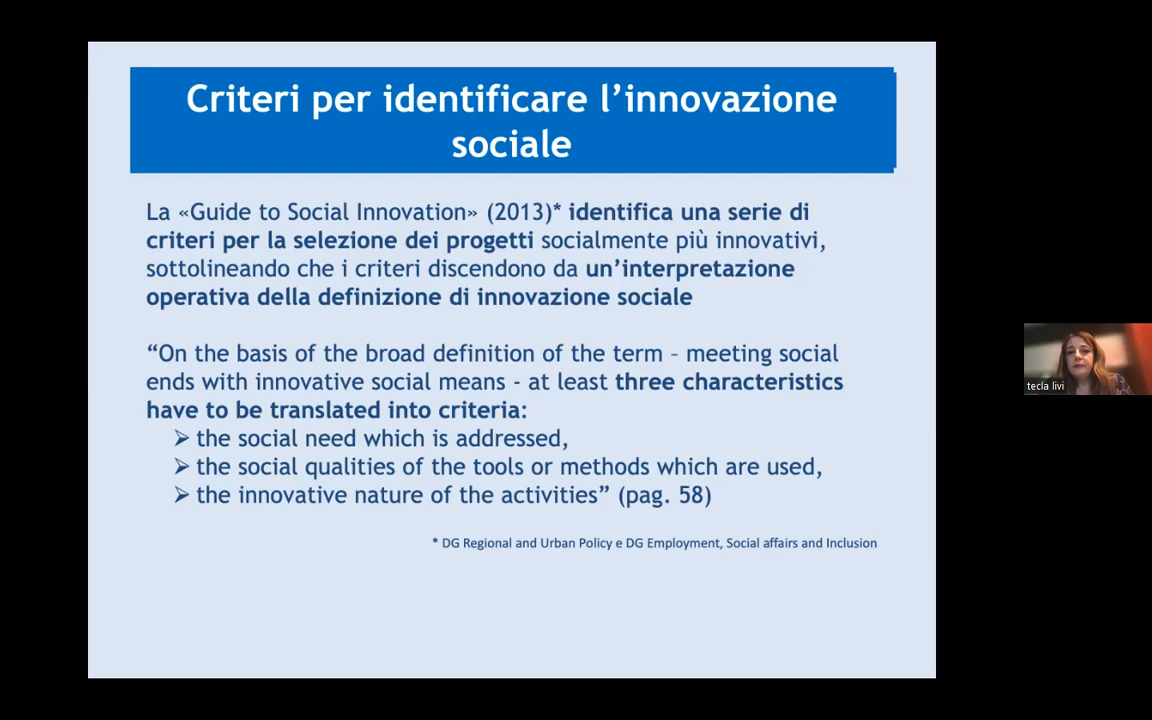 Criteri per identificare l’innovazione
sociale
La «Guide to Social Innovation» (2013)* identifica una serie di
criteri per la selezione dei progetti socialmente più innovativi,
sottolineando che i criteri discendono da un’interpretazione
operativa della definizione di innovazione sociale
“On the basis of the broad definition of the term – meeting social
ends with innovative social means - at least three characteristics
have to be translated into criteria:
➢ the social need which is addressed,
➢ the social qualities of the tools or methods which are used,
➢ the innovative nature of the activities” (pag. 58)
* DG Regional and Urban Policy e DG Employment, Social affairs and Inclusion
tecla livi